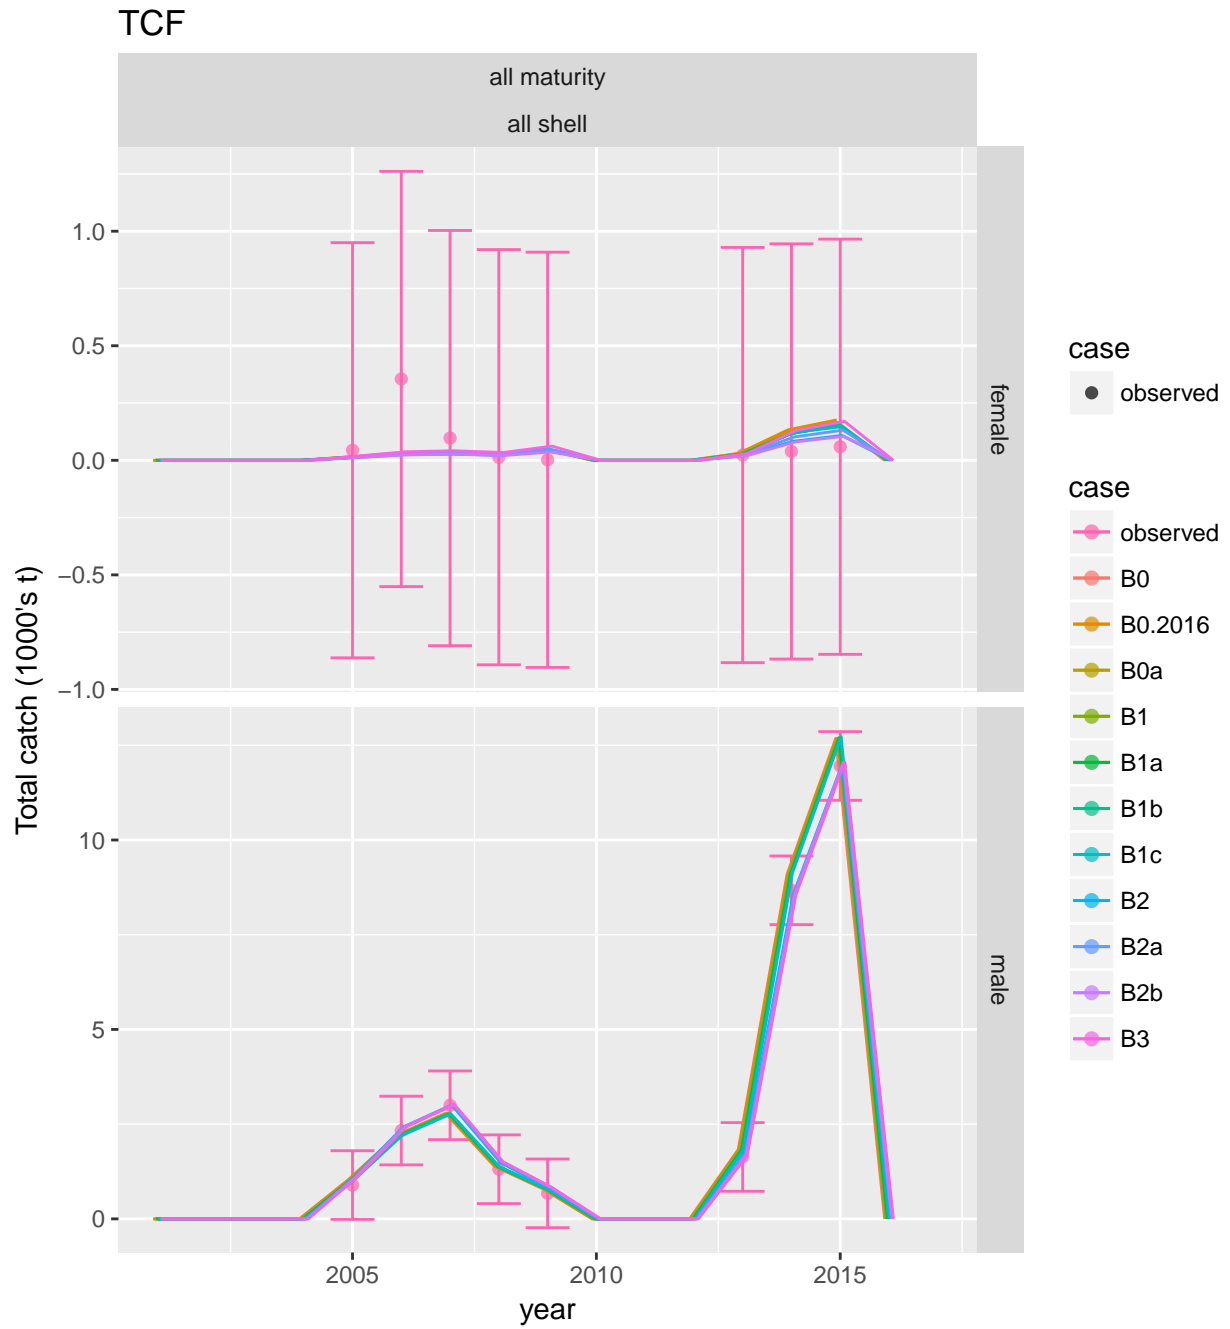 TCF
all maturity
all shell
1.0
0.5
0.0
−0.5
−1.0
female
10
5
0
male
Total catch (1000's t)
2005
2010
2015
year
case
observed
case
observed
B0
B0.2016
B0a
B1
B1a
B1b
B1c
B2
B2a
B2b
B3